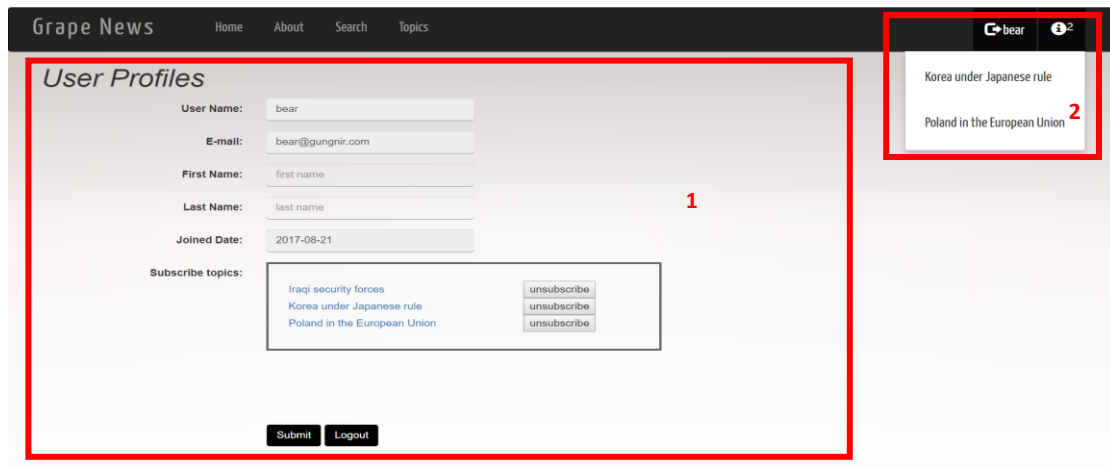 Grape News Home About Search Topics bear 2
User Profiles
User Name: bear
E-mail: bear@gungnir.com
First Name: first name
Last Name: last name
Joined Date: 2017-08-21
Subscribe topics:
Iraqi security forces unsubscribe
Korea under Japanese rule unsubscribe
Poland in the European Union unsubscribe
Submit Logout
1
Korea under Japanese rule
Poland in the European Union
2